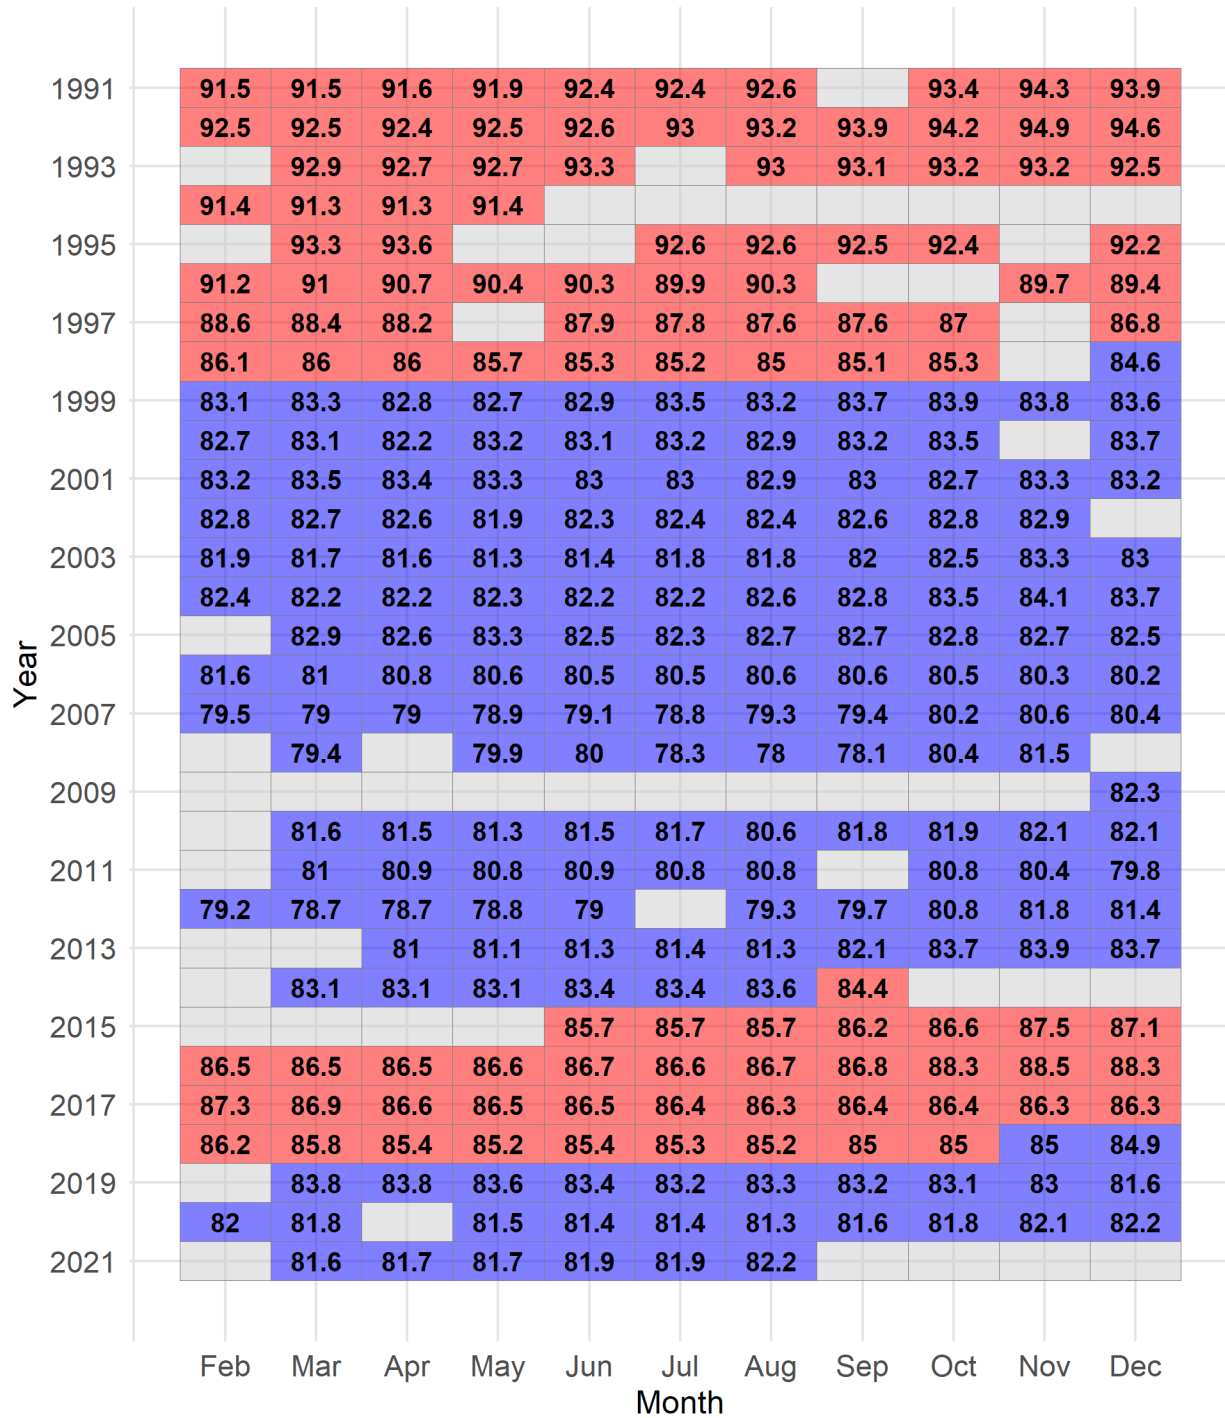 1991 91.5 91.5 91.6 91.9 92.4 92.4 92.6 93.4 94.3 93.9
92.5 92.5 92.4 92.5 92.6 93 93.2 93.9 94.2 94.9 94.6
1993 92.9 92.7 92.7 93.3 93 93.1 93.2 93.2 92.5
91.4 91.3 91.3 91.4
1995 93.3 93.6 92.6 92.6 92.5 92.4 92.2
91.2 91 90.7 90.4 90.3 89.9 90.3 89.7 89.4
1997 88.6 88.4 88.2 87.9 87.8 87.6 87.6 87 86.8
86.1 86 86 85.7 85.3 85.2 85 85.1 85.3 84.6
1999 83.1 83.3 82.8 82.7 82.9 83.5 83.2 83.7 83.9 83.8 83.6
82.7 83.1 82.2 83.2 83.1 83.2 82.9 83.2 83.5 83.7
2001 83.2 83.5 83.4 83.3 83 83 82.9 83 82.7 83.3 83.2
82.8 82.7 82.6 81.9 82.3 82.4 82.4 82.6 82.8 82.9
2003 81.9 81.7 81.6 81.3 81.4 81.8 81.8 82 82.5 83.3 83
82.4 82.2 82.2 82.3 82.2 82.2 82.6 82.8 83.5 84.1 83.7
2005 82.9 82.6 83.3 82.5 82.3 82.7 82.7 82.8 82.7 82.5
Year
81.6 81 80.8 80.6 80.5 80.5 80.6 80.6 80.5 80.3 80.2
2007 79.5 79 79 78.9 79.1 78.8 79.3 79.4 80.2 80.6 80.4
79.4 79.9 80 78.3 78 78.1 80.4 81.5
2009 82.3
81.6 81.5 81.3 81.5 81.7 80.6 81.8 81.9 82.1 82.1
2011 81 80.9 80.8 80.9 80.8 80.8 80.8 80.4 79.8
79.2 78.7 78.7 78.8 79 79.3 79.7 80.8 81.8 81.4
2013 81 81.1 81.3 81.4 81.3 82.1 83.7 83.9 83.7
83.1 83.1 83.1 83.4 83.4 83.6 84.4
2015 85.7 85.7 85.7 86.2 86.6 87.5 87.1
86.5 86.5 86.5 86.6 86.7 86.6 86.7 86.8 88.3 88.5 88.3
2017 87.3 86.9 86.6 86.5 86.5 86.4 86.3 86.4 86.4 86.3 86.3
86.2 85.8 85.4 85.2 85.4 85.3 85.2 85 85 85 84.9
2019 83.8 83.8 83.6 83.4 83.2 83.3 83.2 83.1 83 81.6
82 81.8 81.5 81.4 81.4 81.3 81.6 81.8 82.1 82.2
2021 81.6 81.7 81.7 81.9 81.9 82.2
Feb Mar Apr May Jun Jul Aug Sep Oct Nov Dec
Month